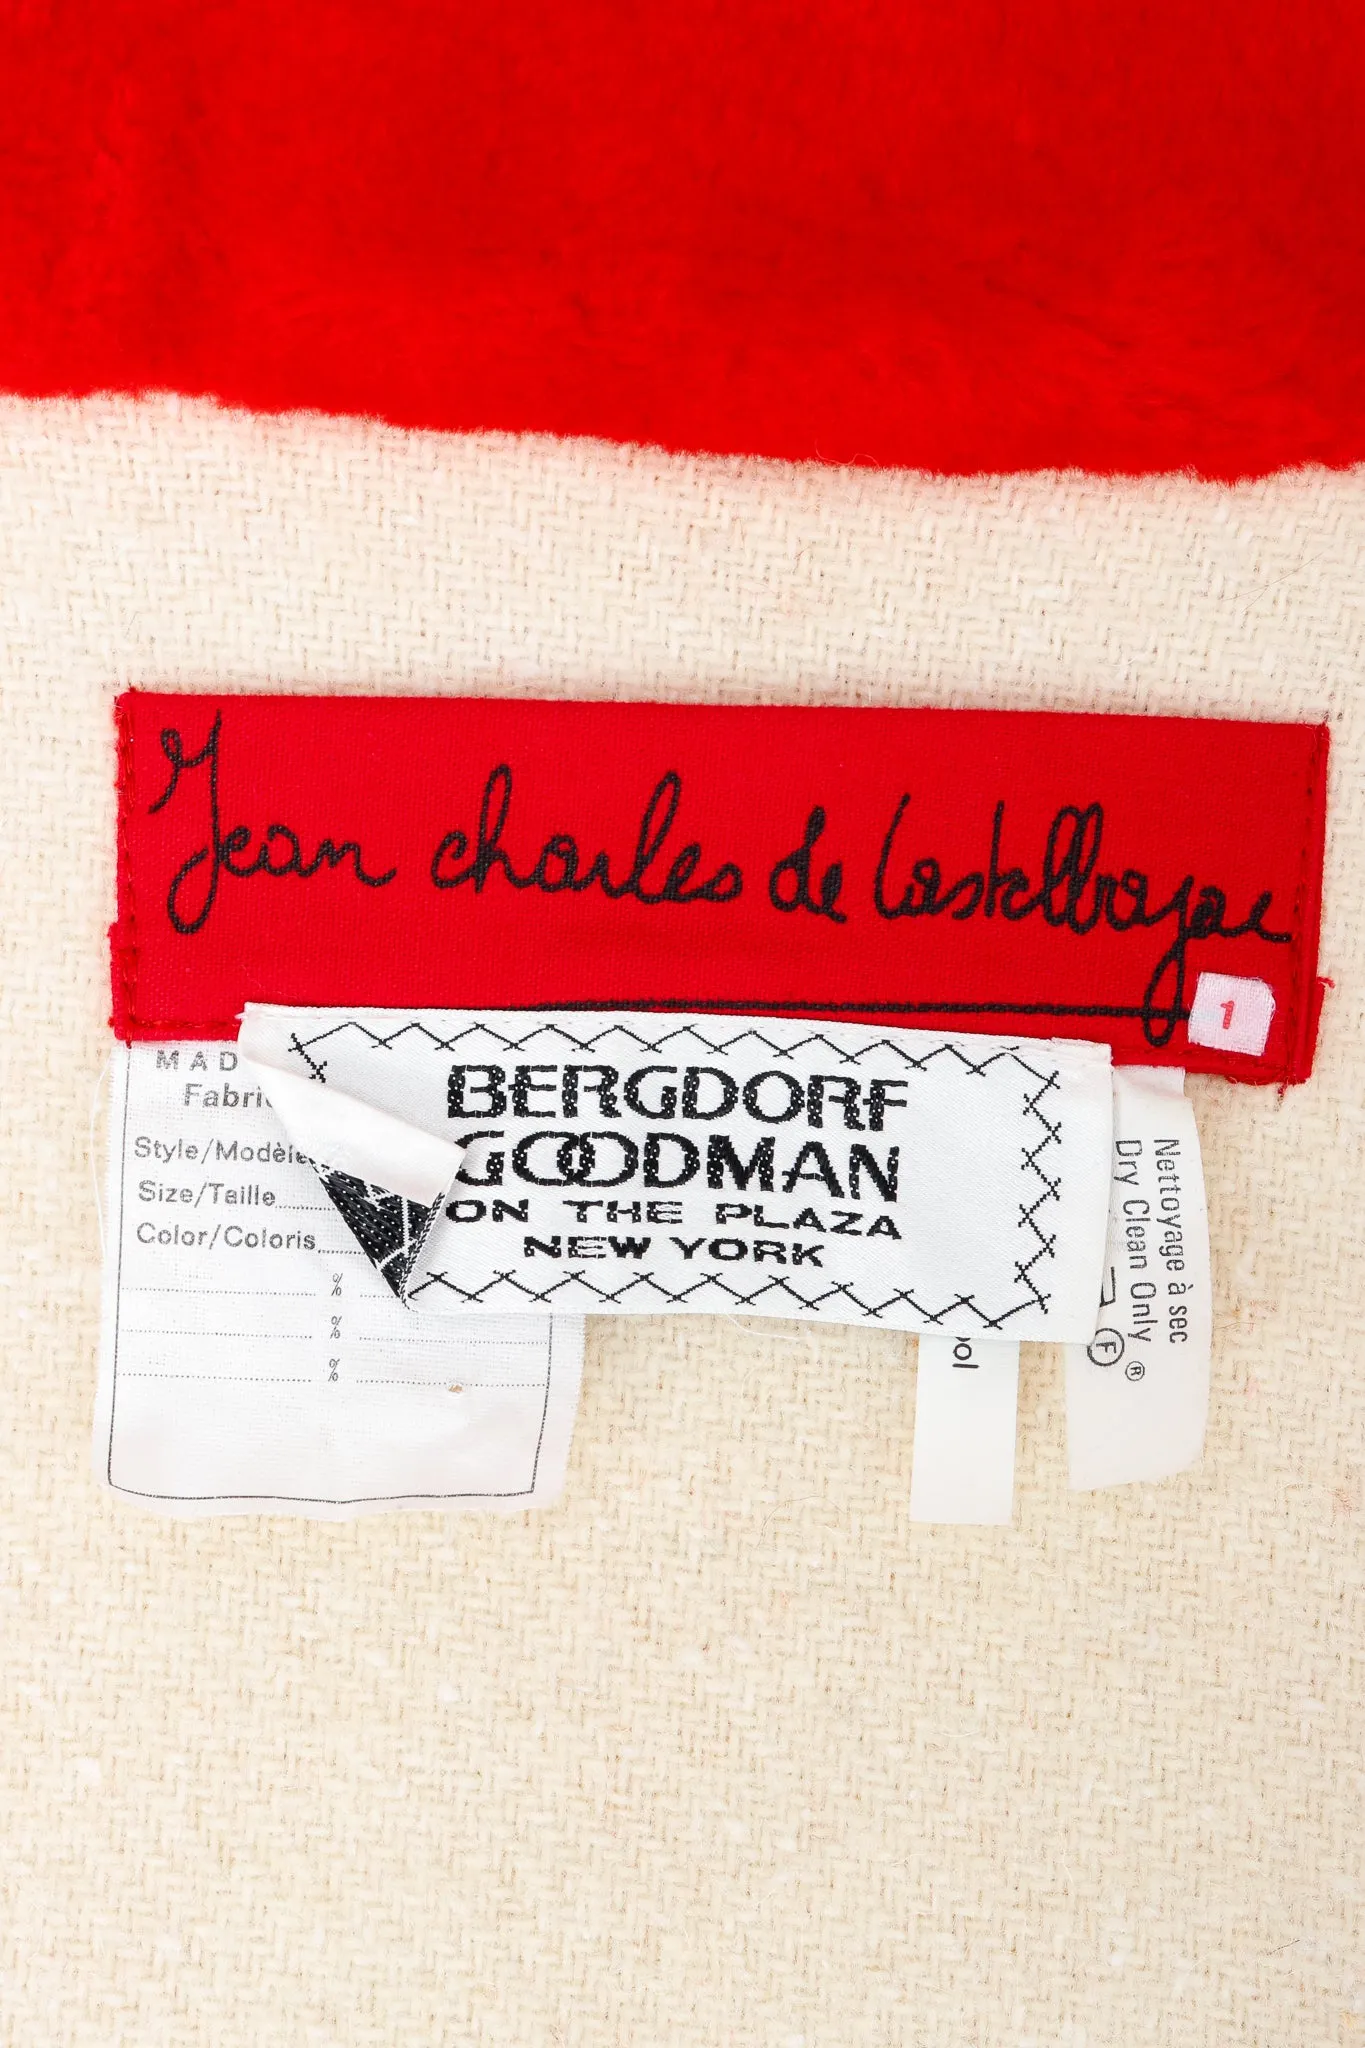 Jean charles de Castelbajac
1
MAD
Fabri
Style/Modèle
Size/Taille
Color/Coloris
%
%
%
BERGDORF
GOODMAN
ON THE PLAZA
NEW YORK
ool
Nettoyage à sec
Dry Clean Only
F ®